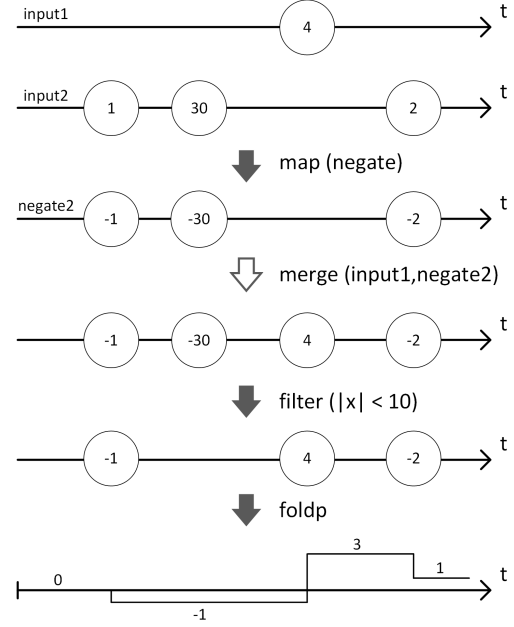 input1
4
t
input2
1
30
2
t
map (negate)
negate2
-1
-30
-2
t
merge (input1,negate2)
-1
-30
4
-2
t
filter (|x| < 10)
-1
4
-2
t
foldp
0
-1
3
1
t